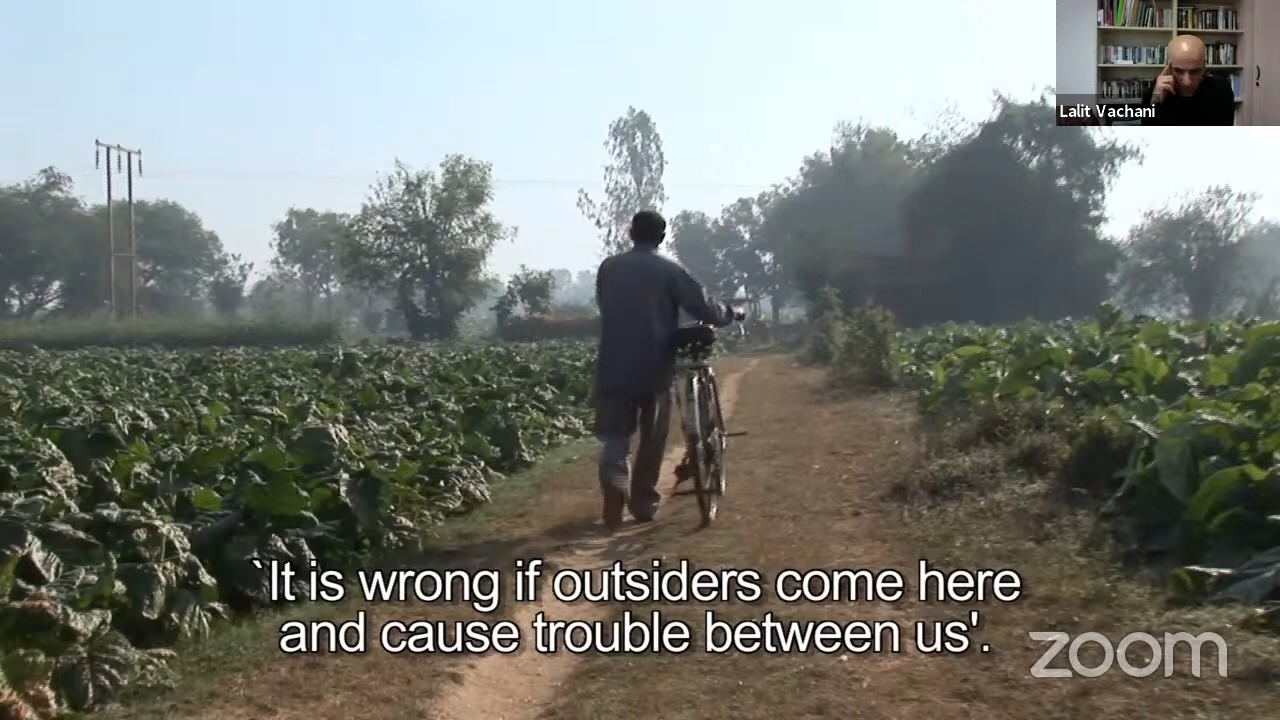 Lalit Vachani
`It is wrong if outsiders come here
and cause trouble between us'.
zoom